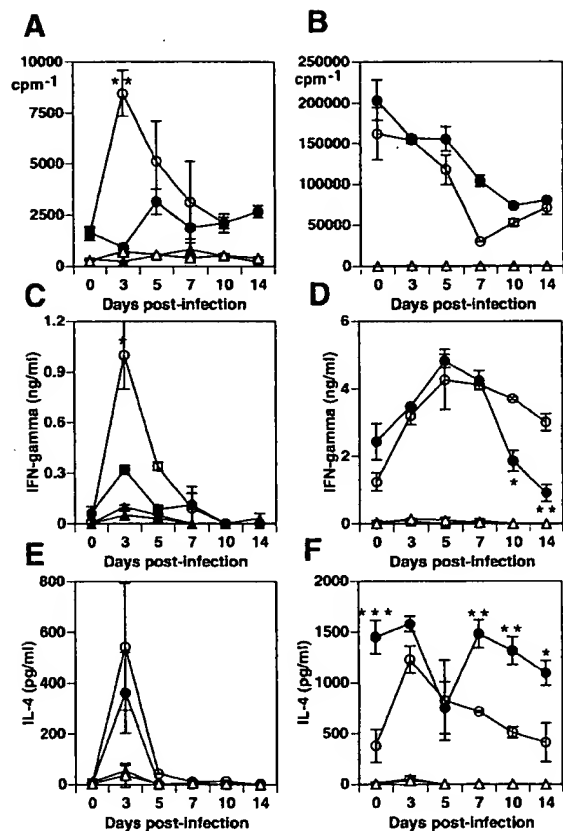 A
B
10000
cpm-1
7500
5000
2500
0
**
0 3 5 7 10 14
Days post-infection
250000
cpm-1
200000
150000
100000
50000
0
0 3 5 7 10 14
Days post-infection
C
D
IFN-gamma (ng/ml)
1.2
0.9
0.6
0.3
0
*
0 3 5 7 10 14
Days post-infection
IFN-gamma (ng/ml)
6
4
2
0
*
**
0 3 5 7 10 14
Days post-infection
E
F
IL-4 (pg/ml)
800
600
400
200
0
0 3 5 7 10 14
Days post-infection
IL-4 (pg/ml)
2000
1500
1000
500
0
***
**
**
*
0 3 5 7 10 14
Days post-infection